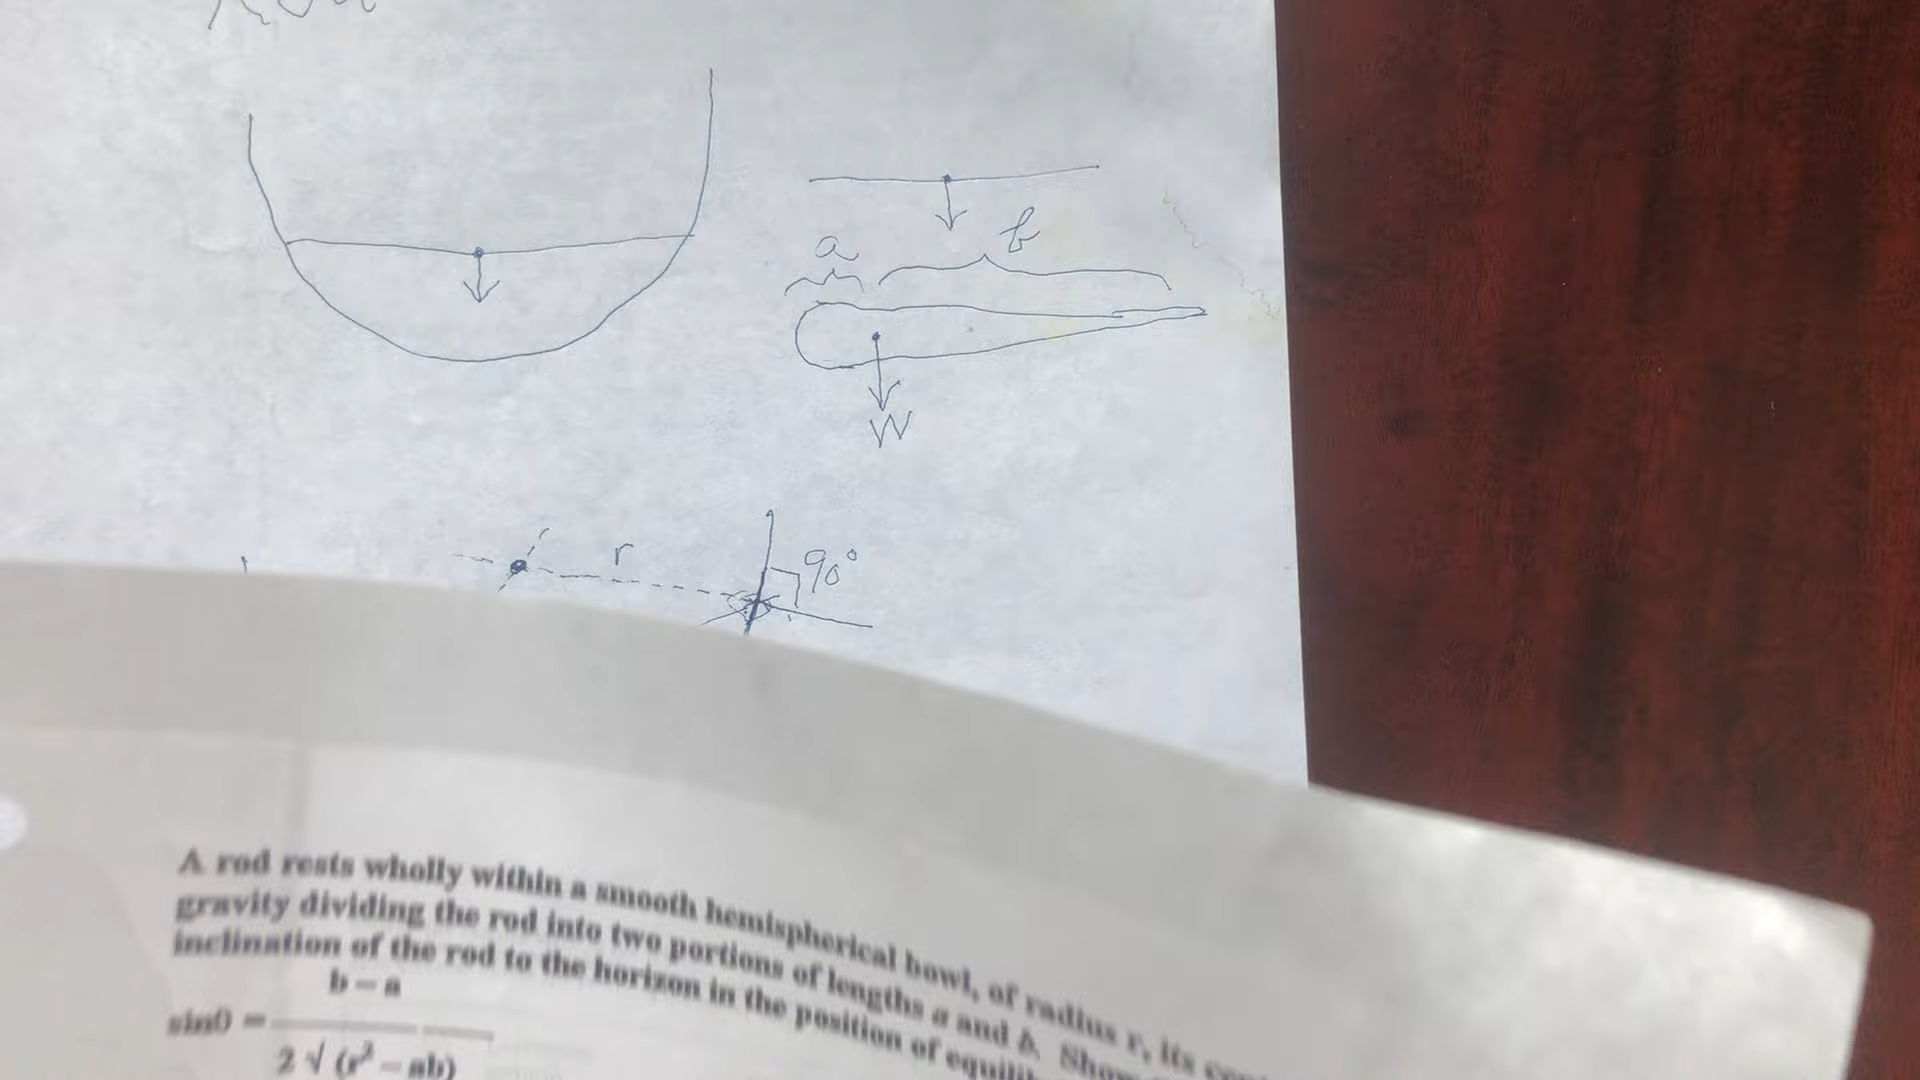 a
b
W
r
90°
A rod rests wholly within a smooth hemispherical bowl, of radius r, its
gravity dividing the rod into two portions of lengths a and b. Show
inclination of the rod to the horizon in the position of
b – a
sinθ =
2 √ (r² – ab)